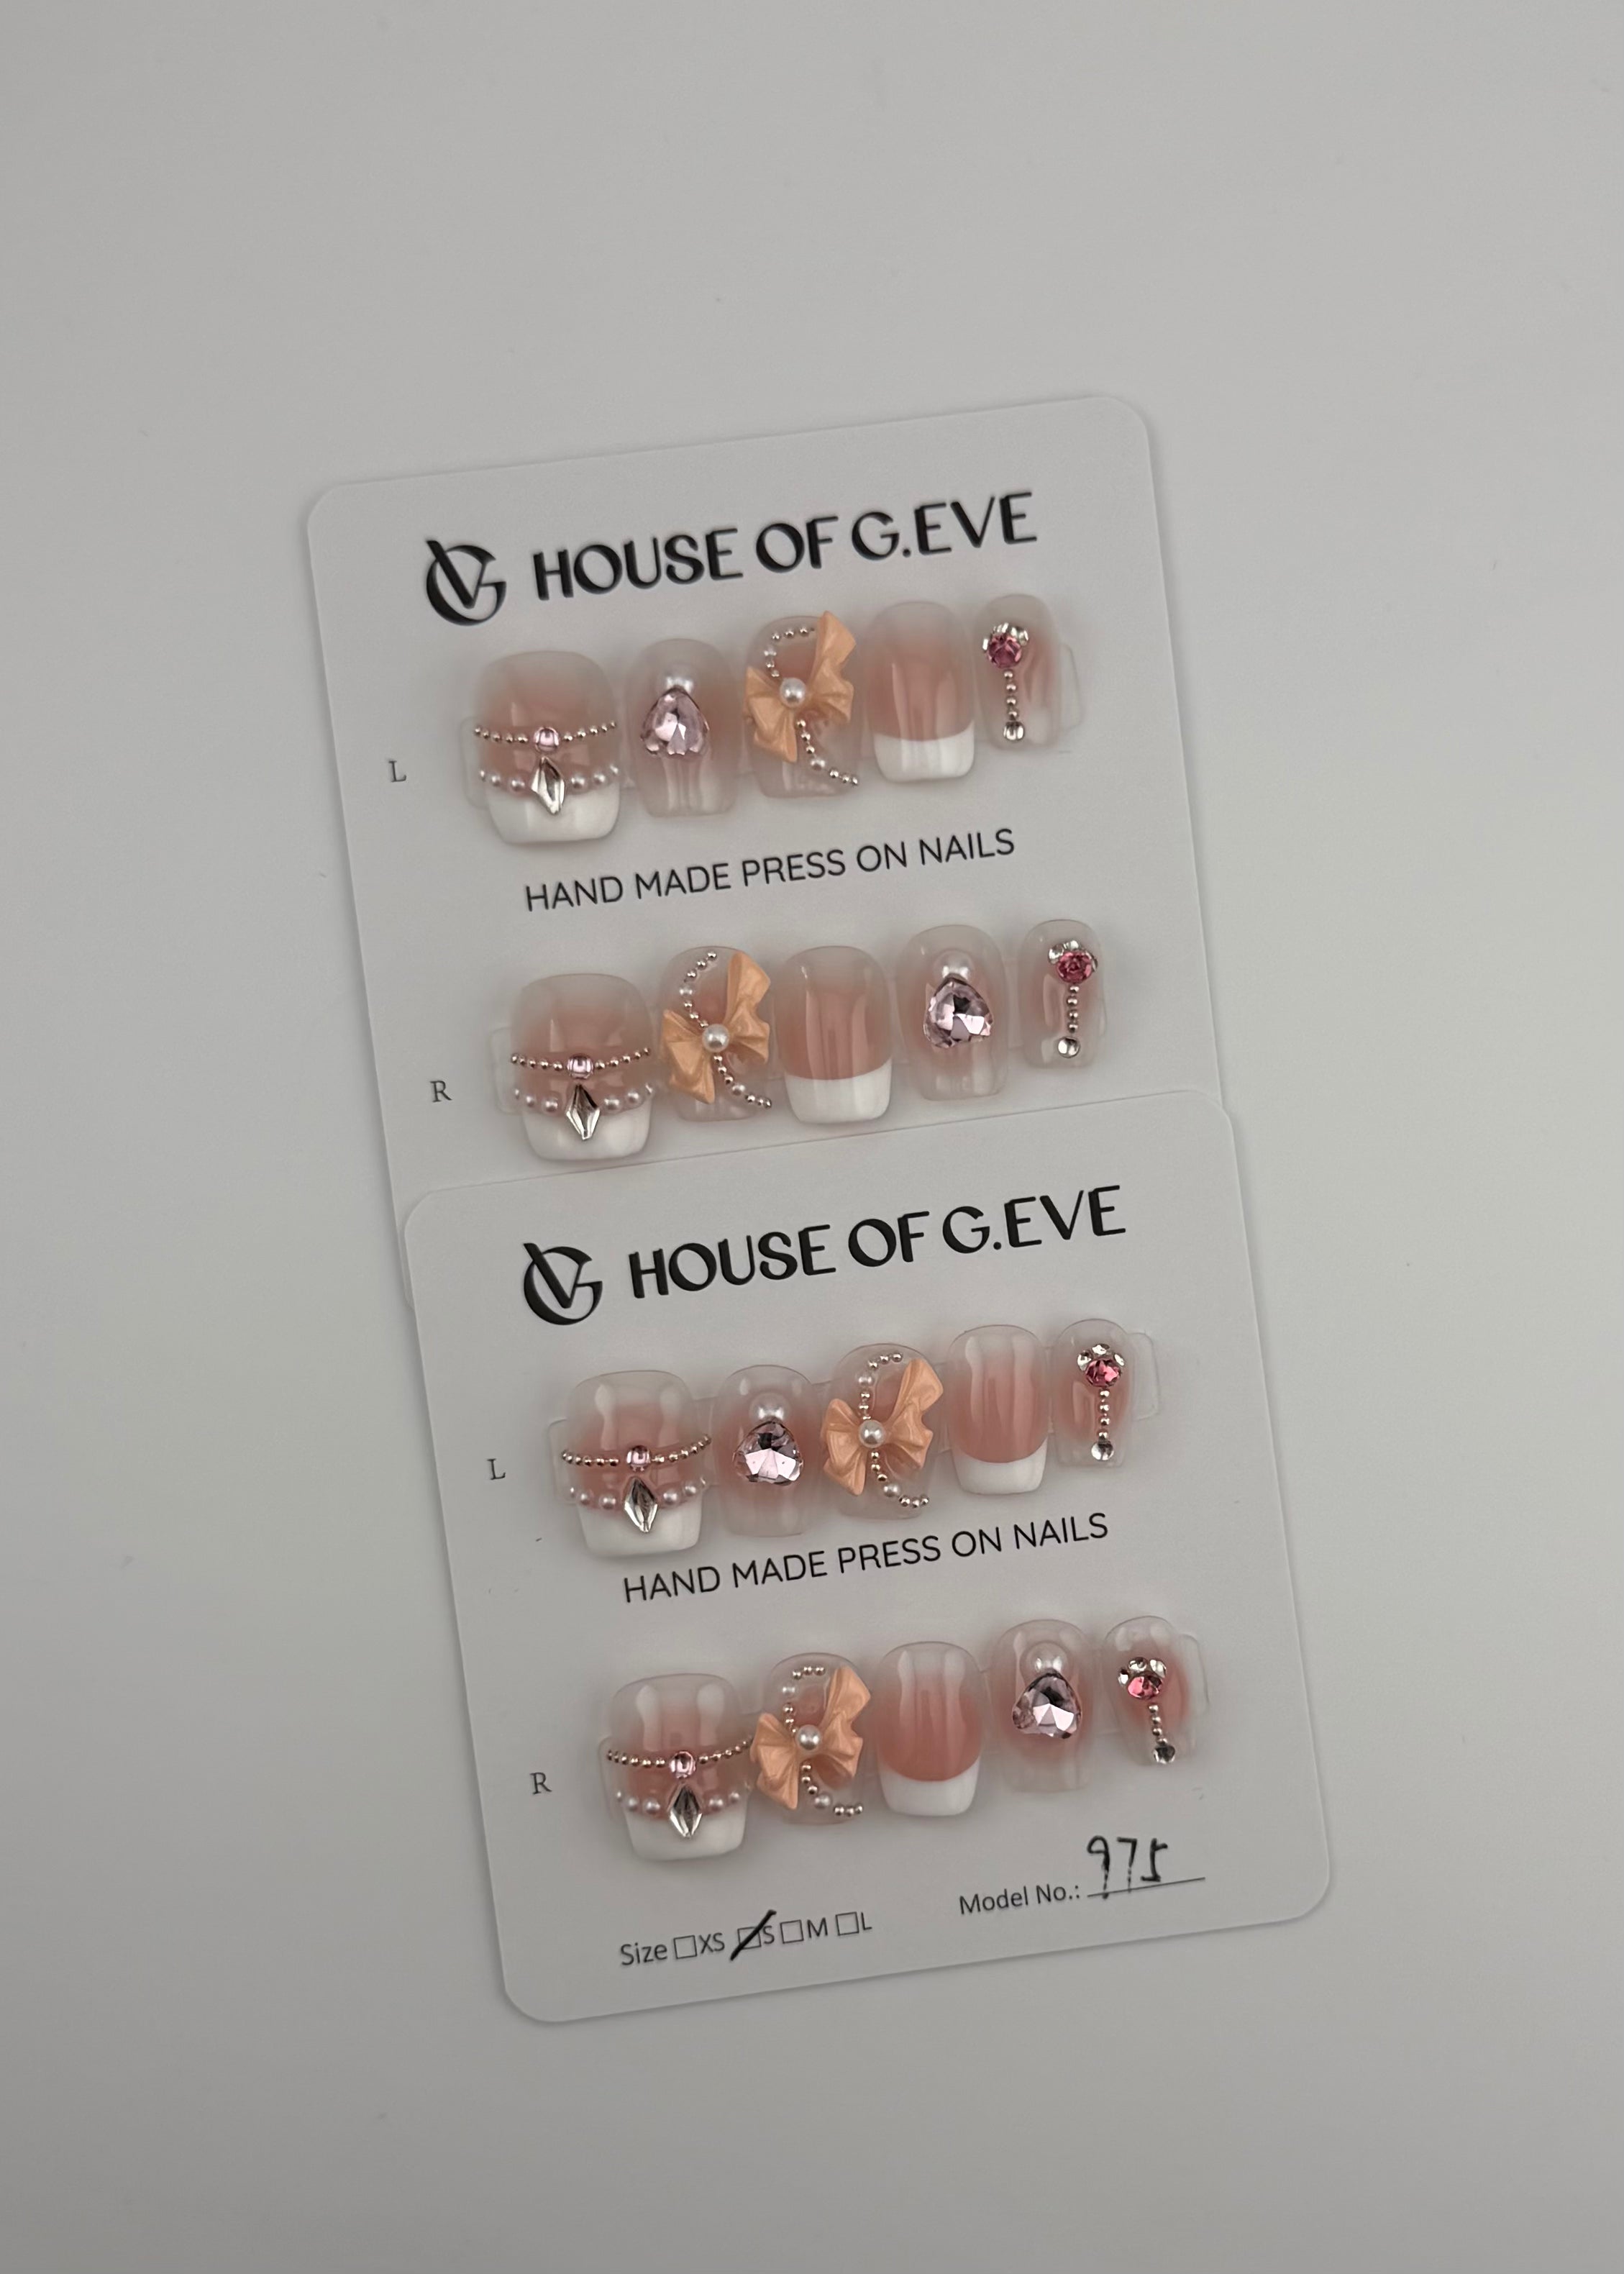 HOUSE OF G.EVE
L
HAND MADE PRESS ON NAILS
R
HOUSE OF G.EVE
L
HAND MADE PRESS ON NAILS
R
Size □XS □S □M □L
Model No.: 975